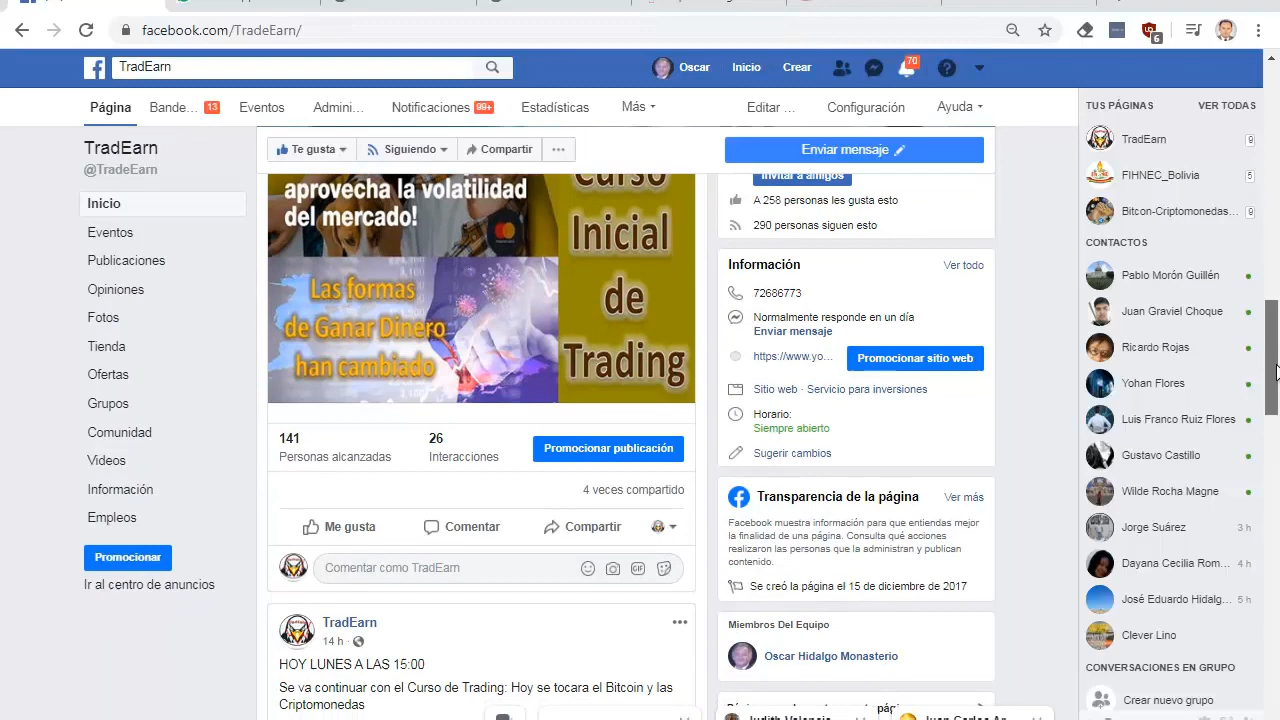 facebook.com/TradeEarn/
6
TradEarn
Oscar
Inicio
Crear
70
Página
Bande... 13
Eventos
Admini...
Notificaciones 99+
Estadísticas
Más
Editar ...
Configuración
Ayuda
TradEarn
@TradeEarn
Inicio
Eventos
Publicaciones
Opiniones
Fotos
Tienda
Ofertas
Grupos
Comunidad
Videos
Información
Empleos
Promocionar
Ir al centro de anuncios
Te gusta
Siguiendo
Compartir
Enviar mensaje
aprovecha la volatilidad
del mercado!
Las formas
de Ganar Dinero
han cambiado
Curso
Inicial
de
Trading
141
Personas alcanzadas
26
Interacciones
Promocionar publicación
4 veces compartido
Me gusta
Comentar
Compartir
Comentar como TradEarn
GIF
TradEarn
14 h ·
HOY LUNES A LAS 15:00
Se va continuar con el Curso de Trading: Hoy se tocara el Bitcoin y las
Criptomonedas
Invitar a amigos
A 258 personas les gusta esto
290 personas siguen esto
Información
Ver todo
72686773
Normalmente responde en un día
Enviar mensaje
https://www.yo...
Promocionar sitio web
Sitio web · Servicio para inversiones
Horario:
Siempre abierto
Sugerir cambios
Transparencia de la página
Ver más
Facebook muestra información para que entiendas mejor
la finalidad de una página. Consulta qué acciones
realizaron las personas que la administran y publican
contenido.
Se creó la página el 15 de diciembre de 2017
Miembros Del Equipo
Oscar Hidalgo Monasterio
Judith Valencia
TUS PÁGINAS
VER TODAS
TradEarn
9
FIHNEC_Bolivia
5
Bitcon-Criptomonedas...
9
CONTACTOS
Pablo Morón Guillén
Juan Graviel Choque
Ricardo Rojas
Yohan Flores
Luis Franco Ruiz Flores
Gustavo Castillo
Wilde Rocha Magne
Jorge Suárez
3 h
Dayana Cecilia Rom...
4 h
José Eduardo Hidalg...
5 h
Clever Lino
CONVERSACIONES EN GRUPO
Crear nuevo grupo